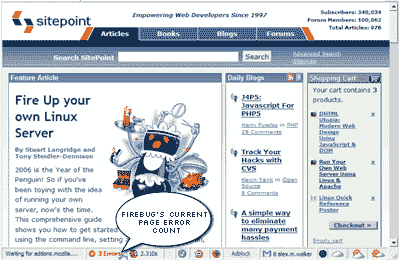 sitepoint
Empowering Web Developers Since 1997
Subscribers: 348,034
Forum Members: 100,062
Total Articles: 976
Articles
Books
Blogs
Forums
Search SitePoint
Search
Advanced Search
Sitemap
Feature Article
Fire Up your
own Linux
Server
By Stuart Langridge and Tony
Steidler-Dennison
2006 is Year of the
Penguin! So if you've
been toying with the idea
of running your own
server, now's the time.
This comprehensive guide
shows you how to get started
using the command line, setting
Daily Blogs
J4P5:
Javascript For
PHP5
Harry Fuecks in PHP
29 Comments
Track Your
Hacks with
CVS
Kevin Yank in Open
Source
8 Comments
A simple way
to eliminate
many payment
hassles
Shopping Cart
Your cart contains 3
products.
DHTML
Utopia:
Modern Web
Design
Using
JavaScript &
DOM
x
Run Your Own
Web Server
Using Linux &
Apache
x
Linux Quick
Reference
Poster
x
Checkout »
Empty cart
FIREBUG'S CURRENT
PAGE ERROR
COUNT
Waiting for addons.mozilla....
3 Errors
2.310s
Adblock
8 alex.m.walker